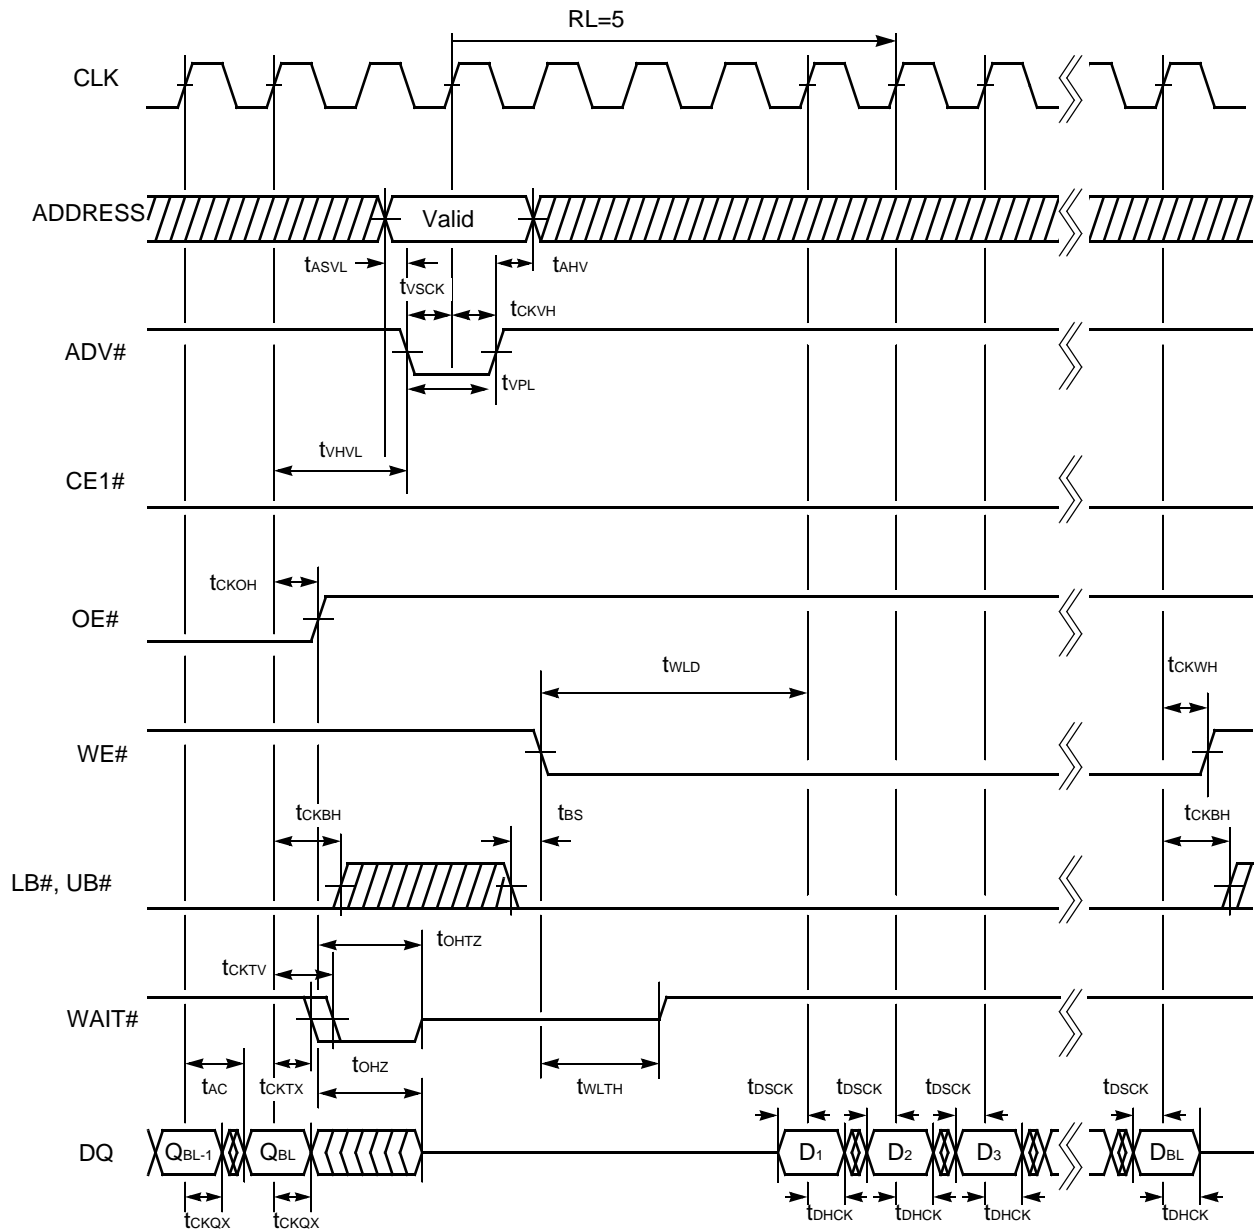 RL=5
CLK
ADDRESS
Valid
tASVL
tAHV
tVSCK
tCKVH
ADV#
tVPL
tVHVL
CE1#
tCKOH
OE#
tWLD
tCKWH
WE#
tCKBH
tBS
tCKBH
LB#, UB#
tOHTZ
tCKTV
WAIT#
tAC
tCKTX
tOHZ
tWLTH
tDSCK
tDSCK
tDSCK
tDSCK
DQ
QBL-1
QBL
D1
D2
D3
DBL
tCKQX
tCKQX
tDHCK
tDHCK
tDHCK
tDHCK